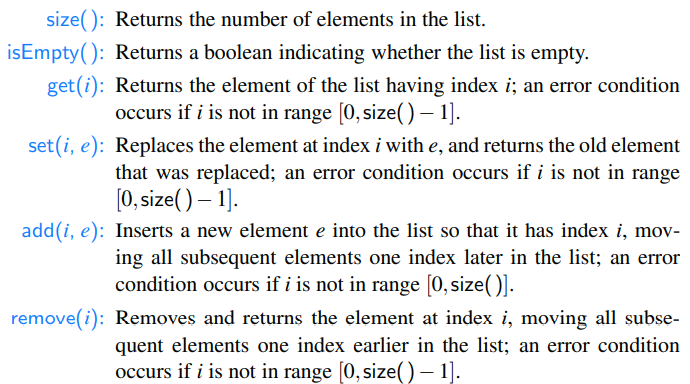 size( ): Returns the number of elements in the list.
isEmpty( ): Returns a boolean indicating whether the list is empty.
get(i): Returns the element of the list having index i; an error condition
occurs if i is not in range [0, size( ) − 1].
set(i, e): Replaces the element at index i with e, and returns the old element
that was replaced; an error condition occurs if i is not in range
[0, size( ) − 1].
add(i, e): Inserts a new element e into the list so that it has index i, mov-
ing all subsequent elements one index later in the list; an error
condition occurs if i is not in range [0, size( )].
remove(i): Removes and returns the element at index i, moving all subse-
quent elements one index earlier in the list; an error condition
occurs if i is not in range [0, size( ) − 1].